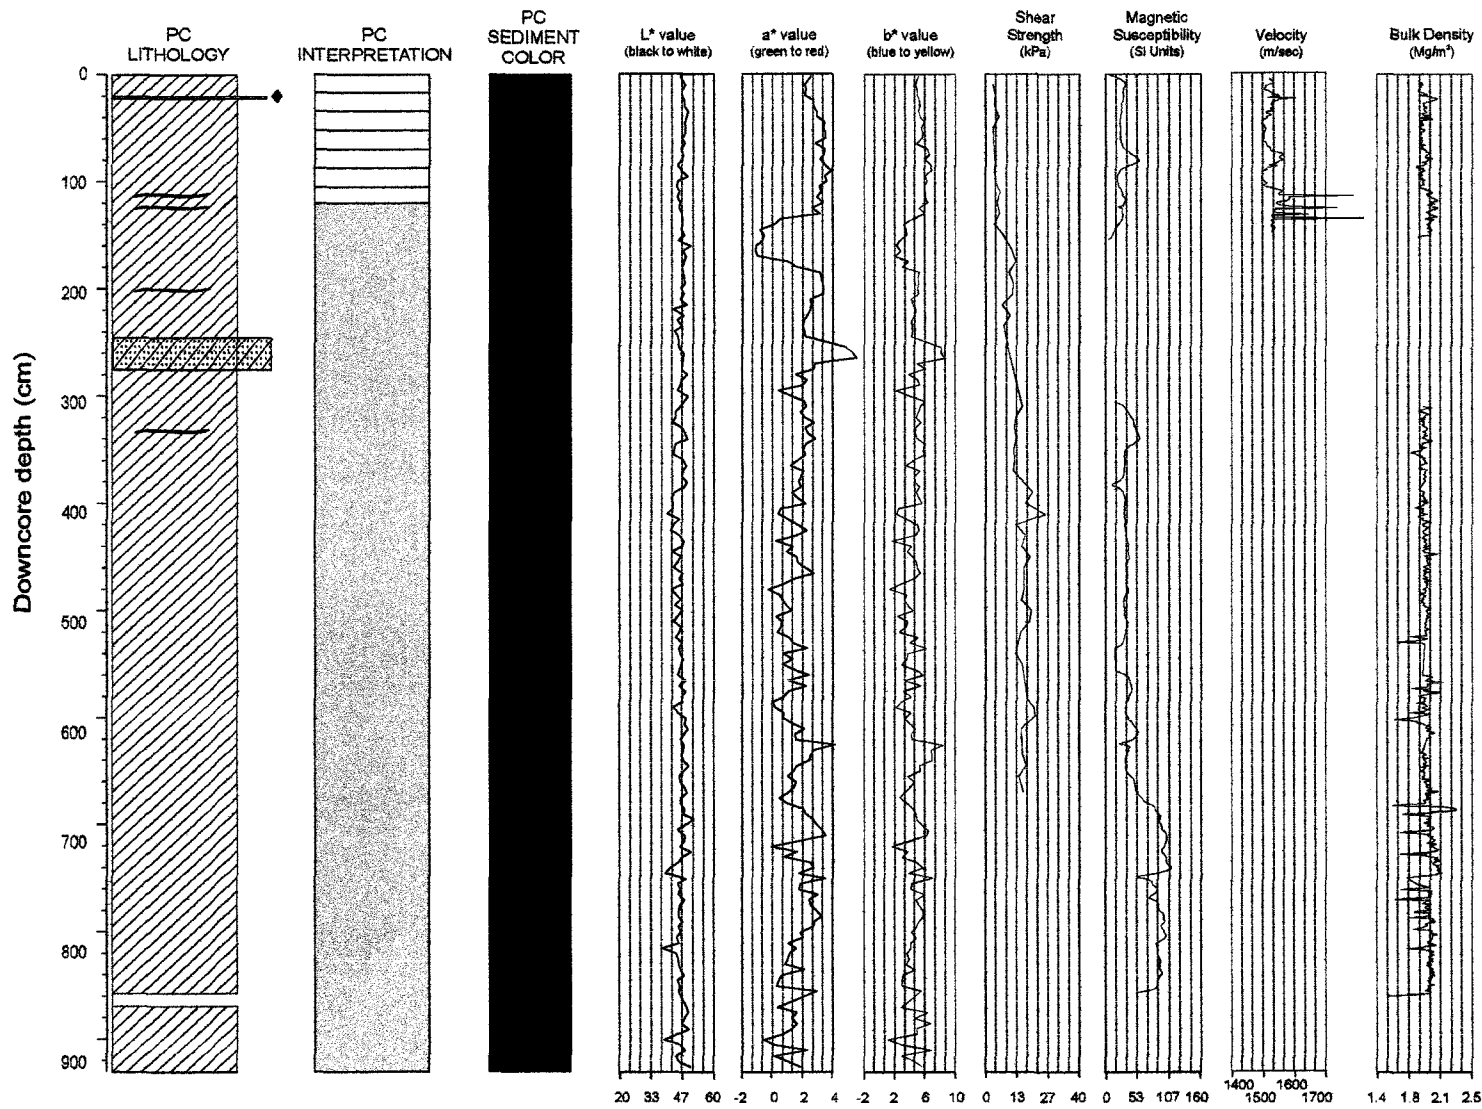 PC
LITHOLOGY
PC
INTERPRETATION
PC
SEDIMENT
COLOR
L* value
(black to white)
a* value
(green to red)
b* value
(blue to yellow)
Shear
Strength
(kPa)
Magnetic
Susceptibility
(SI Units)
Velocity
(m/sec)
Bulk Density
(Mg/m³)
Downcore depth (cm)
0
100
200
300
400
500
600
700
800
900
20 33 47 60
-2 0 2 4
-2 2 6 10
0 13 27 40
0 53 107 160
1400 1600
1500 1700
1.4 1.8 2.1 2.5